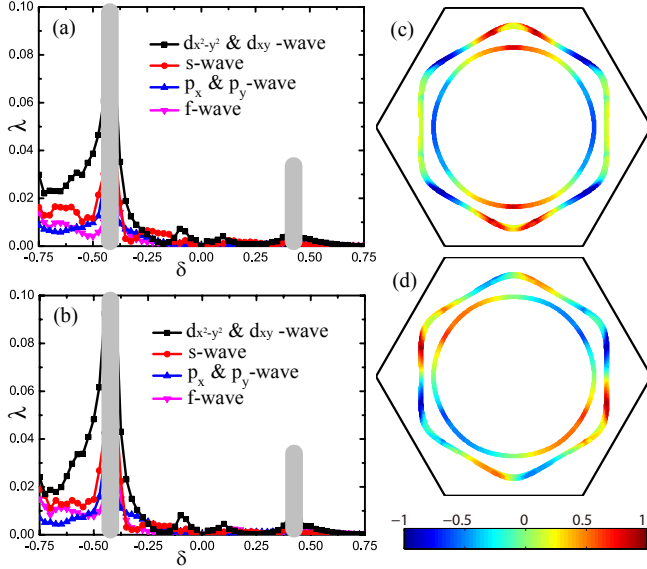 (a)
dx²-y² & dxy -wave
s-wave
px & py-wave
f-wave
λ
0.10
0.08
0.06
0.04
0.02
0.00
-0.75 -0.50 -0.25 0.00 0.25 0.50 0.75
δ
(b)
dx²-y² & dxy -wave
s-wave
px & py-wave
f-wave
λ
0.10
0.08
0.06
0.04
0.02
0.00
-0.75 -0.50 -0.25 0.00 0.25 0.50 0.75
δ
(c)
(d)
−1 −0.5 0 0.5 1